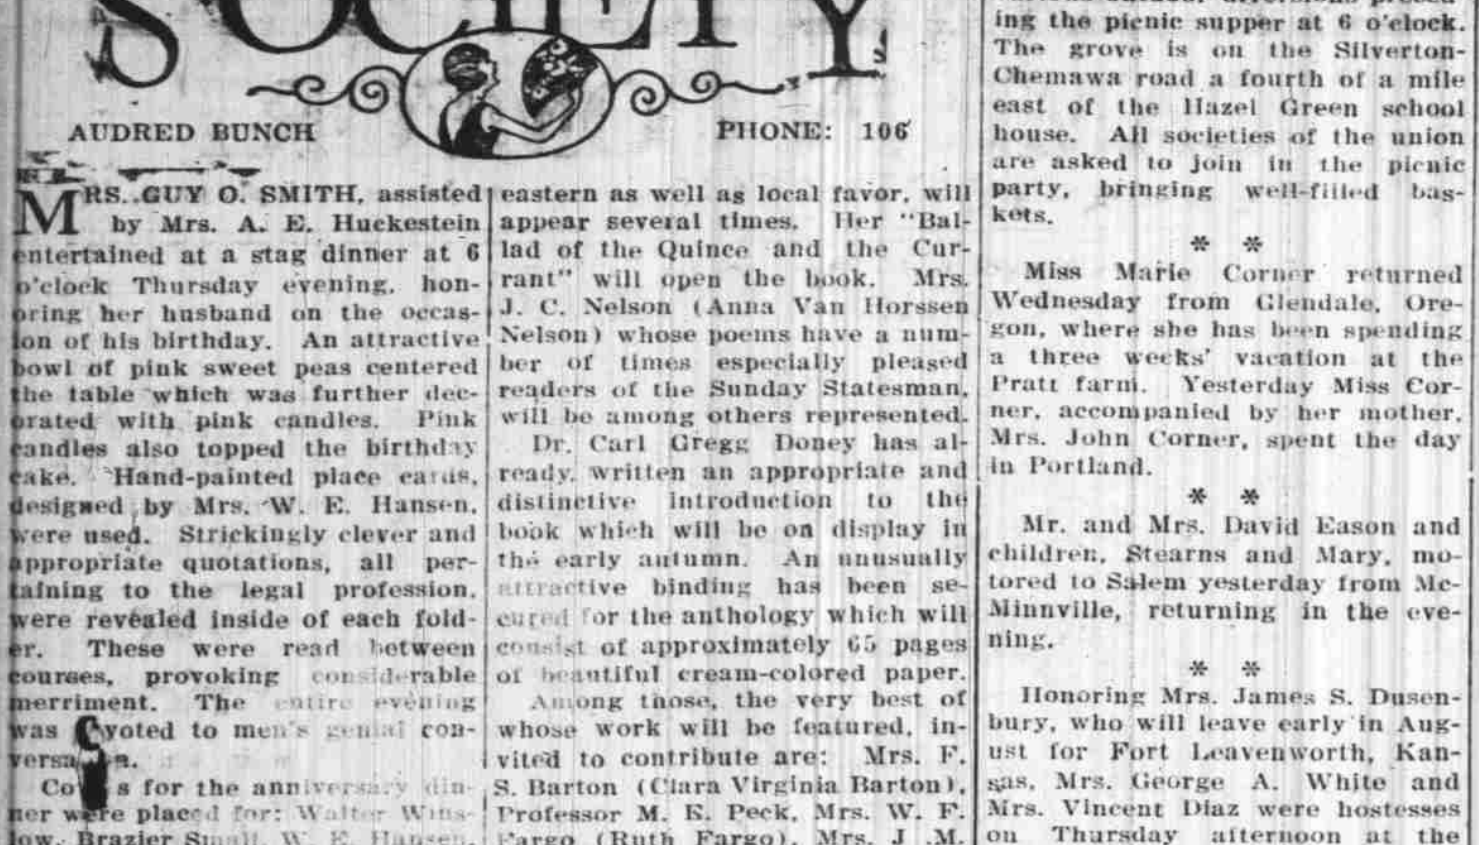 SOCIETY
AUDRED BUNCH
PHONE: 106
MRS. GUY O. SMITH, assisted
by Mrs. A. E. Huckestein
entertained at a stag dinner at 6
o'clock Thursday evening, hon-
oring her husband on the occas-
ion of his birthday. An attractive
bowl of pink sweet peas centered
the table which was further dec-
orated with pink candles. Pink
candles also topped the birthday
cake. Hand-painted place cards,
designed by Mrs. W. E. Hansen,
were used. Strickingly clever and
appropriate quotations, all per-
taining to the legal profession,
were revealed inside of each fold-
er. These were read between
courses, provoking considerable
merriment. The entire evening
was voted to men's genial con-
versa n.
Co s for the anniversary din-
ner were placed for: Walter Wins-
low, Brazier Small, W. E. Hansen,
eastern as well as local favor, will
appear several times. Her "Bal-
lad of the Quince and the Cur-
rant" will open the book. Mrs.
J. C. Nelson (Anna Van Horssen
Nelson) whose poems have a num-
ber of times especially pleased
readers of the Sunday Statesman,
will be among others represented.
Dr. Carl Gregg Doney has al-
ready written an appropriate and
distinctive introduction to the
book which will be on display in
the early autumn. An unusually
attractive binding has been se-
cured for the anthology which will
consist of approximately 65 pages
of beautiful cream-colored paper.
Among those, the very best of
whose work will be featured, in-
vited to contribute are: Mrs. F.
S. Barton (Clara Virginia Barton),
Professor M. E. Peck, Mrs. W. F.
Fargo (Ruth Fargo), Mrs. J .M.
ing the picnic supper at 6 o'clock.
The grove is on the Silverton-
Chemawa road a fourth of a mile
east of the Hazel Green school
house. All societies of the union
are asked to join in the picnic
party, bringing well-filled bas-
kets.
* *
Miss Marie Corner returned
Wednesday from Glendale, Ore-
gon, where she has been spending
a three weeks' vacation at the
Pratt farm. Yesterday Miss Cor-
ner, accompanied by her mother,
Mrs. John Corner, spent the day
in Portland.
* *
Mr. and Mrs. David Eason and
children, Stearns and Mary, mo-
tored to Salem yesterday from Mc-
Minnville, returning in the eve-
ning.
* *
Honoring Mrs. James S. Dusen-
bury, who will leave early in Aug-
ust for Fort Leavenworth, Kan-
sas, Mrs. George A. White and
Mrs. Vincent Diaz were hostesses
on Thursday afternoon at the